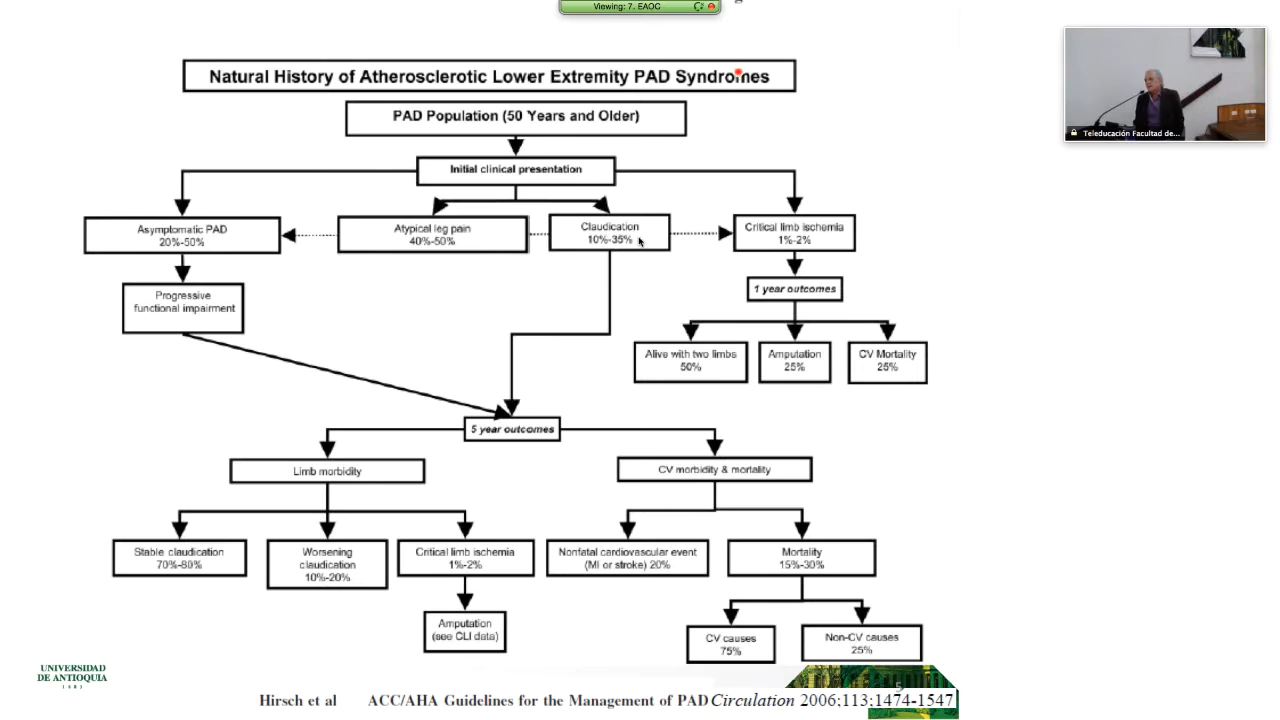 Viewing: 7. EAOC
Natural History of Atherosclerotic Lower Extremity PAD Syndromes
PAD Population (50 Years and Older)
Initial clinical presentation
Asymptomatic PAD
20%-50%
Atypical leg pain
40%-50%
Claudication
10%-35%
Critical limb ischemia
1%-2%
Progressive
functional impairment
1 year outcomes
Alive with two limbs
50%
Amputation
25%
CV Mortality
25%
5 year outcomes
Limb morbidity
CV morbidity & mortality
Stable claudication
70%-80%
Worsening
claudication
10%-20%
Critical limb ischemia
1%-2%
Nonfatal cardiovascular event
(MI or stroke) 20%
Mortality
15%-30%
Amputation
(see CLI data)
CV causes
75%
Non-CV causes
25%
UNIVERSIDAD
DE ANTIOQUIA
1803
5
Hirsch et al ACC/AHA Guidelines for the Management of PAD Circulation 2006;113;1474-1547
Teleducación Facultad de...